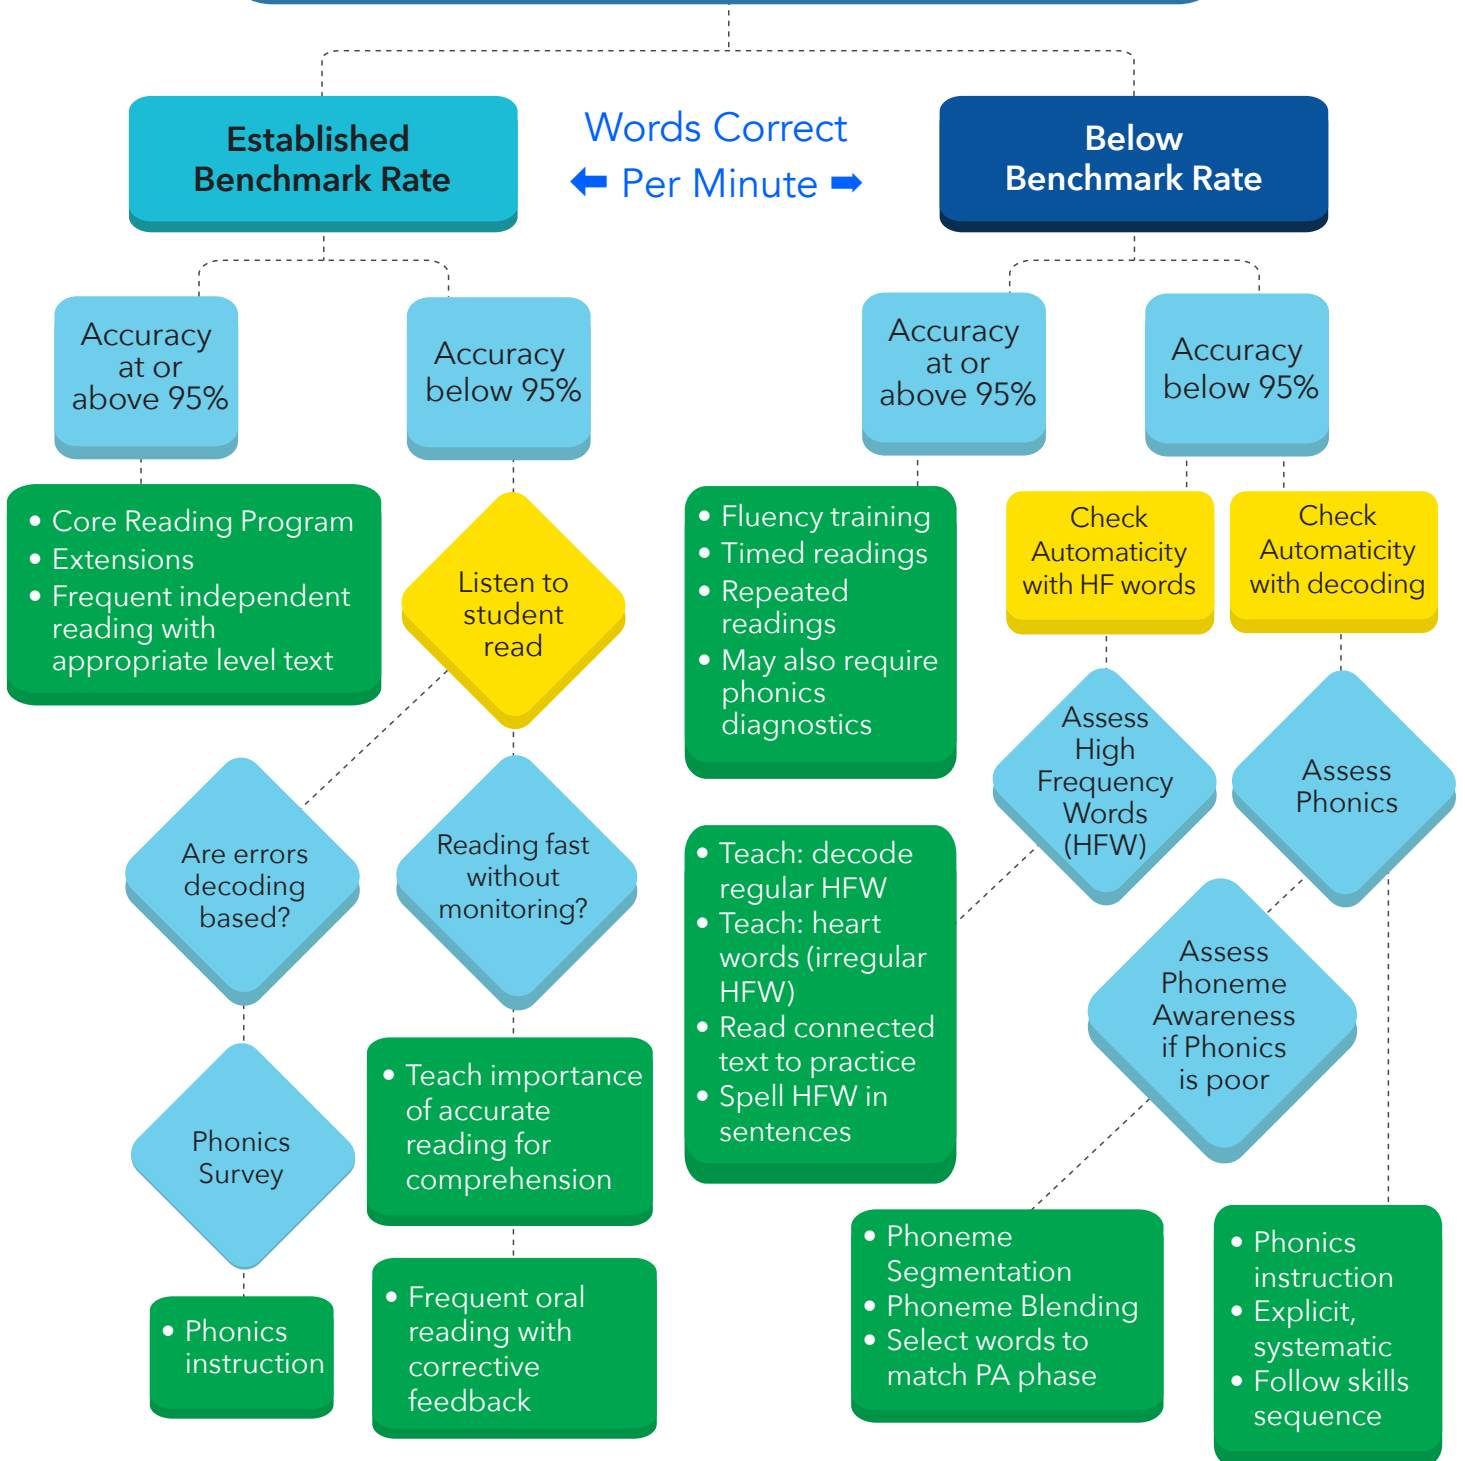 Established
Benchmark Rate
Words Correct
Per Minute
Below
Benchmark Rate
Accuracy
at or
above 95%
Accuracy
below 95%
Accuracy
at or
above 95%
Accuracy
below 95%
• Core Reading Program
• Extensions
• Frequent independent
reading with
appropriate level text
Listen to
student
read
• Fluency training
• Timed readings
• Repeated
readings
• May also require
phonics
diagnostics
Check
Automaticity
with HF words
Check
Automaticity
with decoding
Are errors
decoding
based?
Reading fast
without
monitoring?
Assess
High
Frequency
Words
(HFW)
Assess
Phonics
• Teach: decode
regular HFW
• Teach: heart
words (irregular
HFW)
• Read connected
text to practice
• Spell HFW in
sentences
Assess
Phoneme
Awareness
if Phonics
is poor
Phonics
Survey
• Teach importance
of accurate
reading for
comprehension
• Phonics
instruction
• Frequent oral
reading with
corrective
feedback
• Phoneme
Segmentation
• Phoneme Blending
• Select words to
match PA phase
• Phonics
instruction
• Explicit,
systematic
• Follow skills
sequence